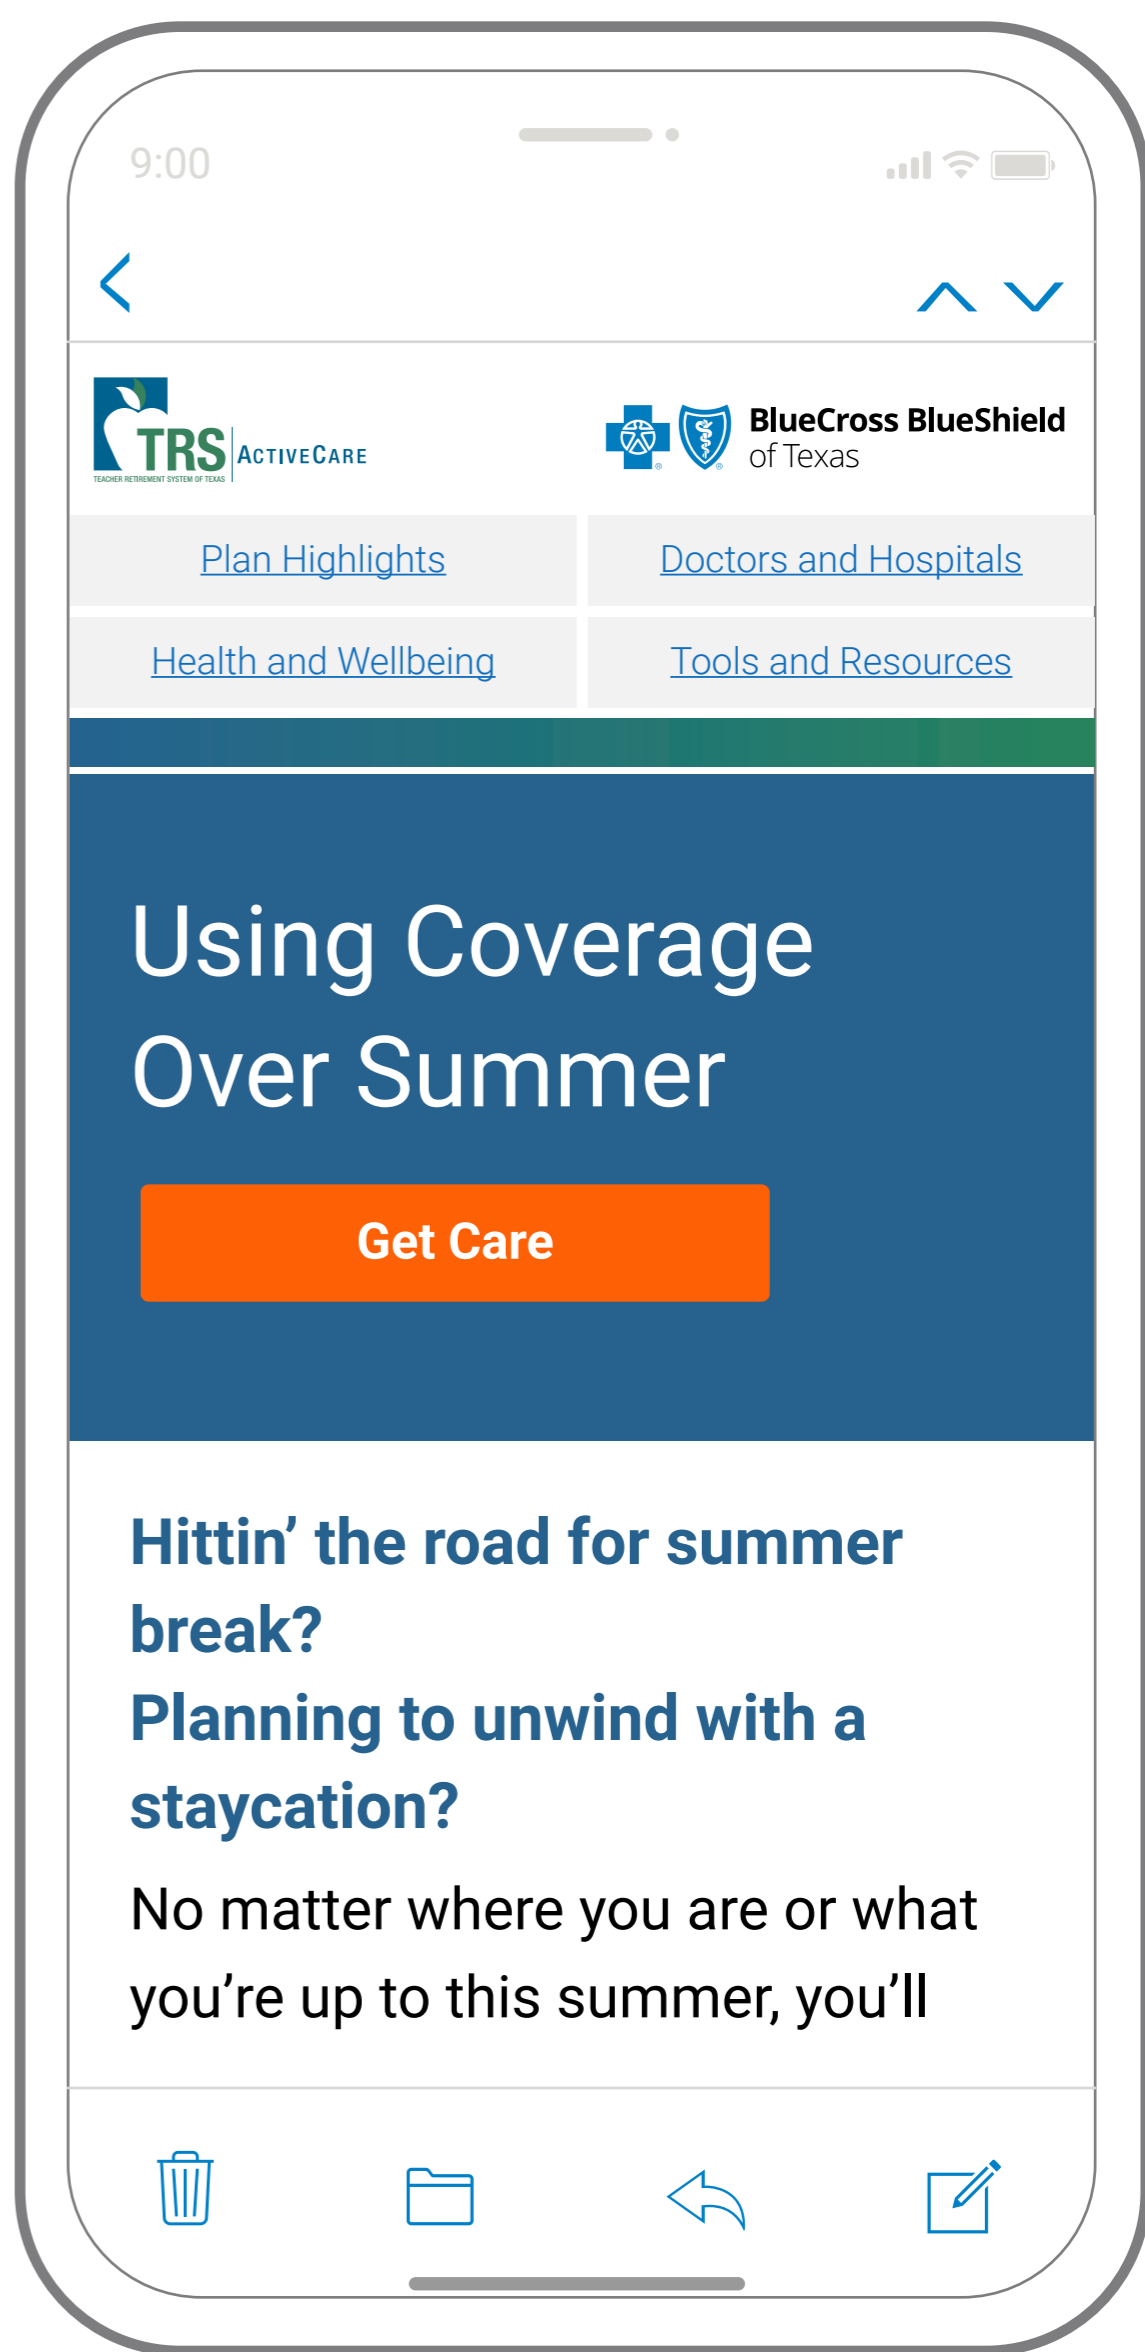 9:00
TRS ACTIVECARE
TEACHER RETIREMENT SYSTEM OF TEXAS
BlueCross BlueShield
of Texas
Plan Highlights
Doctors and Hospitals
Health and Wellbeing
Tools and Resources
Using Coverage
Over Summer
Get Care
Hittin’ the road for summer
break?
Planning to unwind with a
staycation?
No matter where you are or what
you’re up to this summer, you’ll